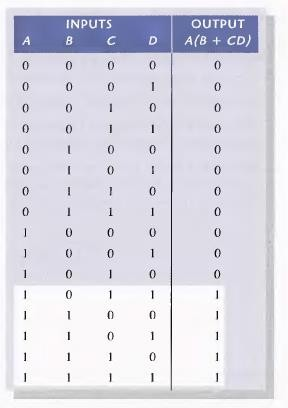 INPUTS OUTPUT
A B C D A(B + CD)
0 0 0 0 0
0 0 0 1 0
0 0 1 0 0
0 0 1 1 0
0 1 0 0 0
0 1 0 1 0
0 1 1 0 0
0 1 1 1 0
1 0 0 0 0
1 0 0 1 0
1 0 1 0 0
1 0 1 1 1
1 1 0 0 1
1 1 0 1 1
1 1 1 0 1
1 1 1 1 1